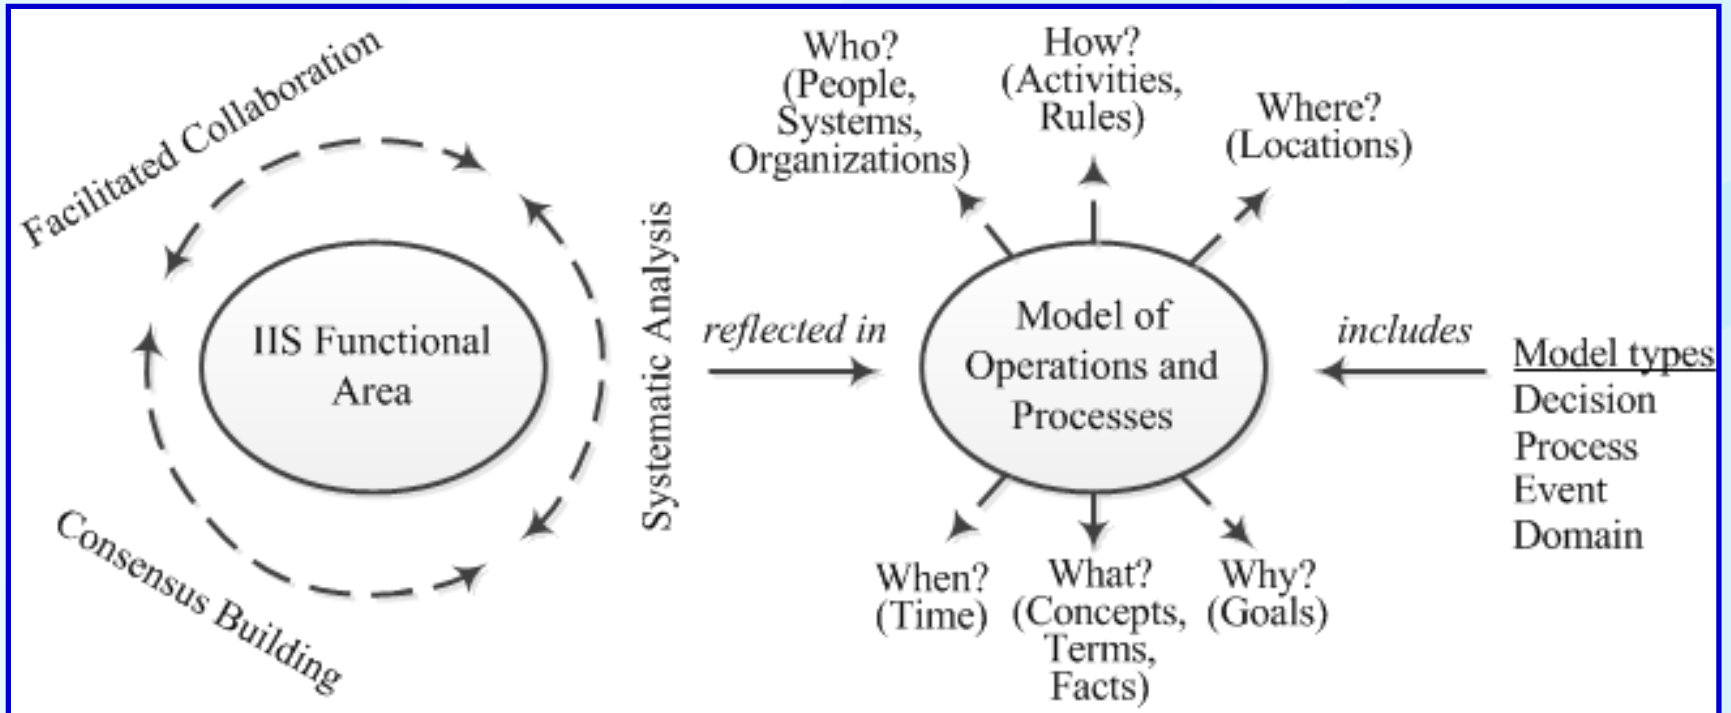 Facilitated Collaboration
IIS Functional
Area
Consensus Building
Systematic Analysis
reflected in
Who?
(People,
Systems,
Organizations)
How?
(Activities,
Rules)
Where?
(Locations)
Model of
Operations and
Processes
When?
(Time)
What?
(Concepts,
Terms,
Facts)
Why?
(Goals)
includes
Model types
Decision
Process
Event
Domain